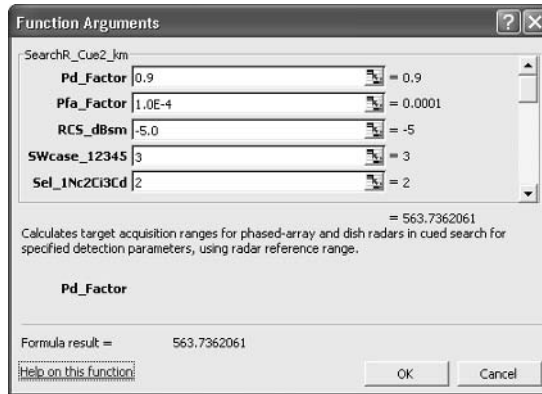 Function Arguments
SearchR_Cue2_km
Pd_Factor 0.9 = 0.9
Pfa_Factor 1.0E-4 = 0.0001
RCS_dBsm -5.0 = -5
SWcase_12345 3 = 3
Sel_1Nc2Ci3Cd 2 = 2
= 563.7362061
Calculates target acquisition ranges for phased-array and dish radars in cued search for
specified detection parameters, using radar reference range.
Pd_Factor
Formula result = 563.7362061
Help on this function OK Cancel